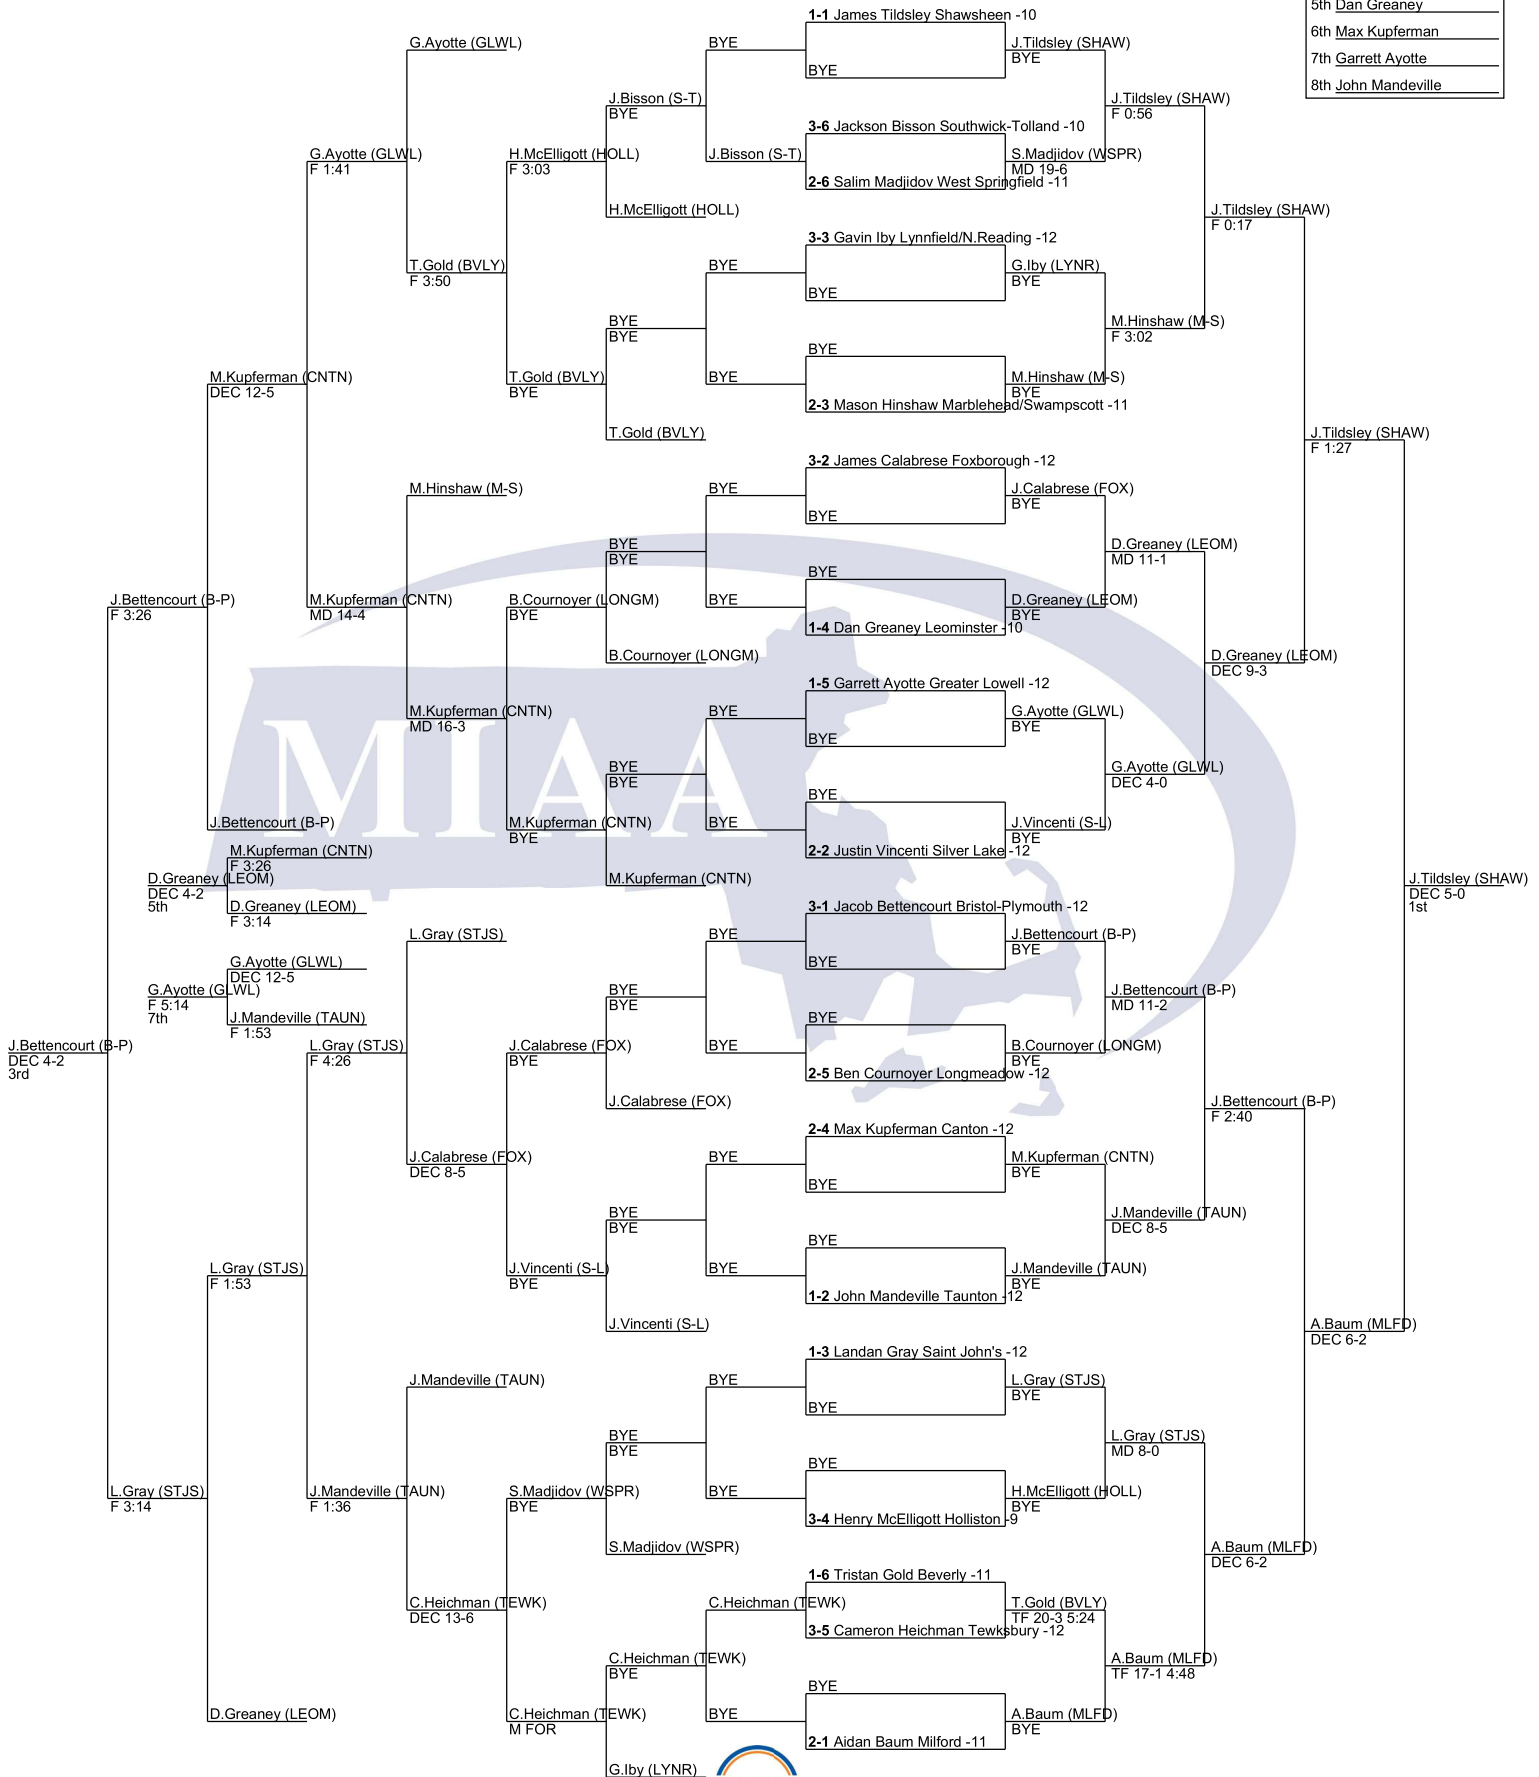 1-1 James Tildsley Shawsheen -10
5th Dan Greaney
6th Max Kupferman
7th Garrett Ayotte
8th John Mandeville
G.Ayotte (GLWL)
BYE
J.Tildsley (SHAW)
BYE
BYE
J.Bisson (S-T)
BYE
J.Tildsley (SHAW)
F 0:56
3-6 Jackson Bisson Southwick-Tolland -10
G.Ayotte (GLWL)
F 1:41
H.McElligott (HOLL)
F 3:03
J.Bisson (S-T)
S.Madjidov (WSPR)
MD 19-6
2-6 Salim Madjidov West Springfield -11
H.McElligott (HOLL)
J.Tildsley (SHAW)
F 0:17
3-3 Gavin Iby Lynnfield/N.Reading -12
T.Gold (BVLY)
F 3:50
BYE
G.Iby (LYNR)
BYE
BYE
BYE
BYE
M.Hinshaw (M-S)
F 3:02
BYE
M.Kupferman (CNTN)
DEC 12-5
T.Gold (BVLY)
BYE
BYE
M.Hinshaw (M-S)
BYE
2-3 Mason Hinshaw Marblehead/Swampscott -11
T.Gold (BVLY)
J.Tildsley (SHAW)
F 1:27
3-2 James Calabrese Foxborough -12
M.Hinshaw (M-S)
BYE
J.Calabrese (FOX)
BYE
BYE
BYE
BYE
D.Greaney (LEOM)
MD 11-1
BYE
J.Bettencourt (B-P)
F 3:26
M.Kupferman (CNTN)
MD 14-4
B.Cournoyer (LONGM)
BYE
BYE
D.Greaney (LEOM)
BYE
1-4 Dan Greaney Leominster -10
B.Cournoyer (LONGM)
D.Greaney (LEOM)
DEC 9-3
1-5 Garrett Ayotte Greater Lowell -12
M.Kupferman (CNTN)
MD 16-3
BYE
G.Ayotte (GLWL)
BYE
BYE
MIAA
BYE
BYE
G.Ayotte (GLWL)
DEC 4-0
BYE
J.Bettencourt (B-P)
M.Kupferman (CNTN)
BYE
BYE
J.Vincenti (S-L)
BYE
2-2 Justin Vincenti Silver Lake -12
M.Kupferman (CNTN)
F 3:26
D.Greaney (LEOM)
DEC 4-2
5th
M.Kupferman (CNTN)
J.Tildsley (SHAW)
DEC 5-0
1st
D.Greaney (LEOM)
F 3:14
3-1 Jacob Bettencourt Bristol-Plymouth -12
L.Gray (STJS)
BYE
J.Bettencourt (B-P)
BYE
BYE
G.Ayotte (GLWL)
DEC 12-5
G.Ayotte (GLWL)
F 5:14
7th
BYE
BYE
J.Bettencourt (B-P)
MD 11-2
J.Mandeville (TAUN)
F 1:53
BYE
J.Bettencourt (B-P)
DEC 4-2
3rd
L.Gray (STJS)
F 4:26
J.Calabrese (FOX)
BYE
BYE
B.Cournoyer (LONGM)
BYE
2-5 Ben Cournoyer Longmeadow -12
J.Calabrese (FOX)
J.Bettencourt (B-P)
F 2:40
2-4 Max Kupferman Canton -12
J.Calabrese (FOX)
DEC 8-5
BYE
M.Kupferman (CNTN)
BYE
BYE
BYE
BYE
J.Mandeville (TAUN)
DEC 8-5
BYE
L.Gray (STJS)
F 1:53
J.Vincenti (S-L)
BYE
BYE
J.Mandeville (TAUN)
BYE
1-2 John Mandeville Taunton -12
J.Vincenti (S-L)
A.Baum (MLFD)
DEC 6-2
1-3 Landan Gray Saint John's -12
J.Mandeville (TAUN)
BYE
L.Gray (STJS)
BYE
BYE
BYE
BYE
L.Gray (STJS)
MD 8-0
BYE
L.Gray (STJS)
F 3:14
J.Mandeville (TAUN)
F 1:36
S.Madjidov (WSPR)
BYE
BYE
H.McElligott (HOLL)
BYE
3-4 Henry McElligott Holliston -9
S.Madjidov (WSPR)
A.Baum (MLFD)
DEC 6-2
1-6 Tristan Gold Beverly -11
C.Heichman (TEWK)
DEC 13-6
C.Heichman (TEWK)
T.Gold (BVLY)
TF 20-3 5:24
3-5 Cameron Heichman Tewksbury -12
C.Heichman (TEWK)
BYE
A.Baum (MLFD)
TF 17-1 4:48
BYE
D.Greaney (LEOM)
C.Heichman (TEWK)
M FOR
BYE
A.Baum (MLFD)
BYE
2-1 Aidan Baum Milford -11
G.Iby (LYNR)